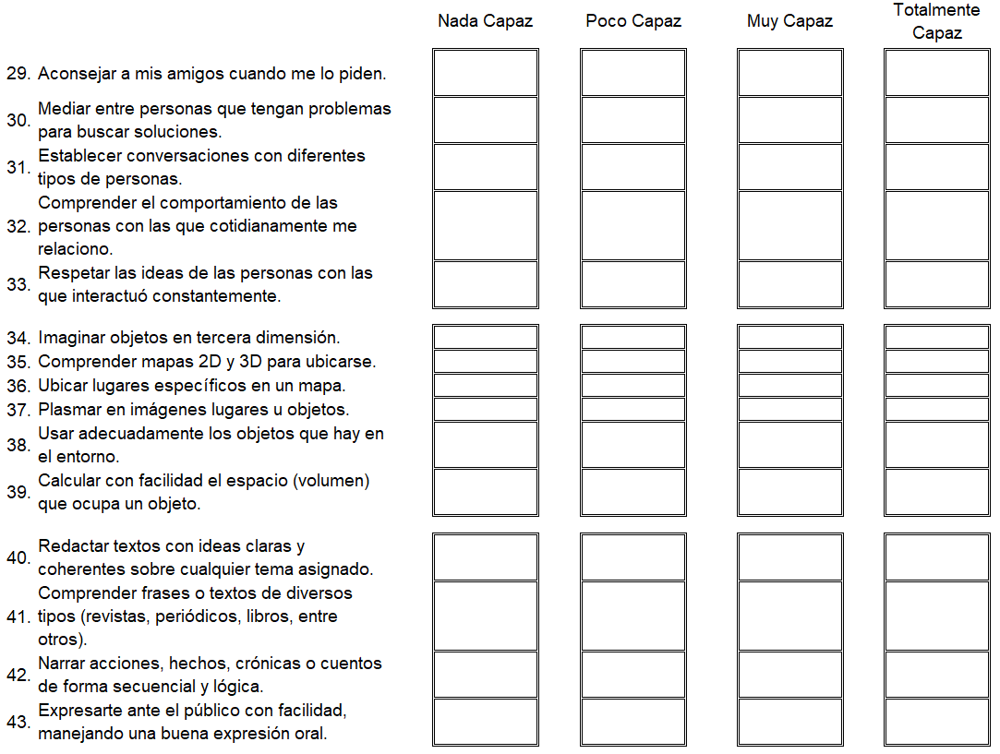 Nada Capaz Poco Capaz Muy Capaz Totalmente
Capaz
29. Aconsejar a mis amigos cuando me lo piden.
30. Mediar entre personas que tengan problemas
para buscar soluciones.
31. Establecer conversaciones con diferentes
tipos de personas.
32. Comprender el comportamiento de las
personas con las que cotidianamente me
relaciono.
33. Respetar las ideas de las personas con las
que interactuó constantemente.
34. Imaginar objetos en tercera dimensión.
35. Comprender mapas 2D y 3D para ubicarse.
36. Ubicar lugares específicos en un mapa.
37. Plasmar en imágenes lugares u objetos.
38. Usar adecuadamente los objetos que hay en
el entorno.
39. Calcular con facilidad el espacio (volumen)
que ocupa un objeto.
40. Redactar textos con ideas claras y
coherentes sobre cualquier tema asignado.
41. Comprender frases o textos de diversos
tipos (revistas, periódicos, libros, entre
otros).
42. Narrar acciones, hechos, crónicas o cuentos
de forma secuencial y lógica.
43. Expresarte ante el público con facilidad,
manejando una buena expresión oral.